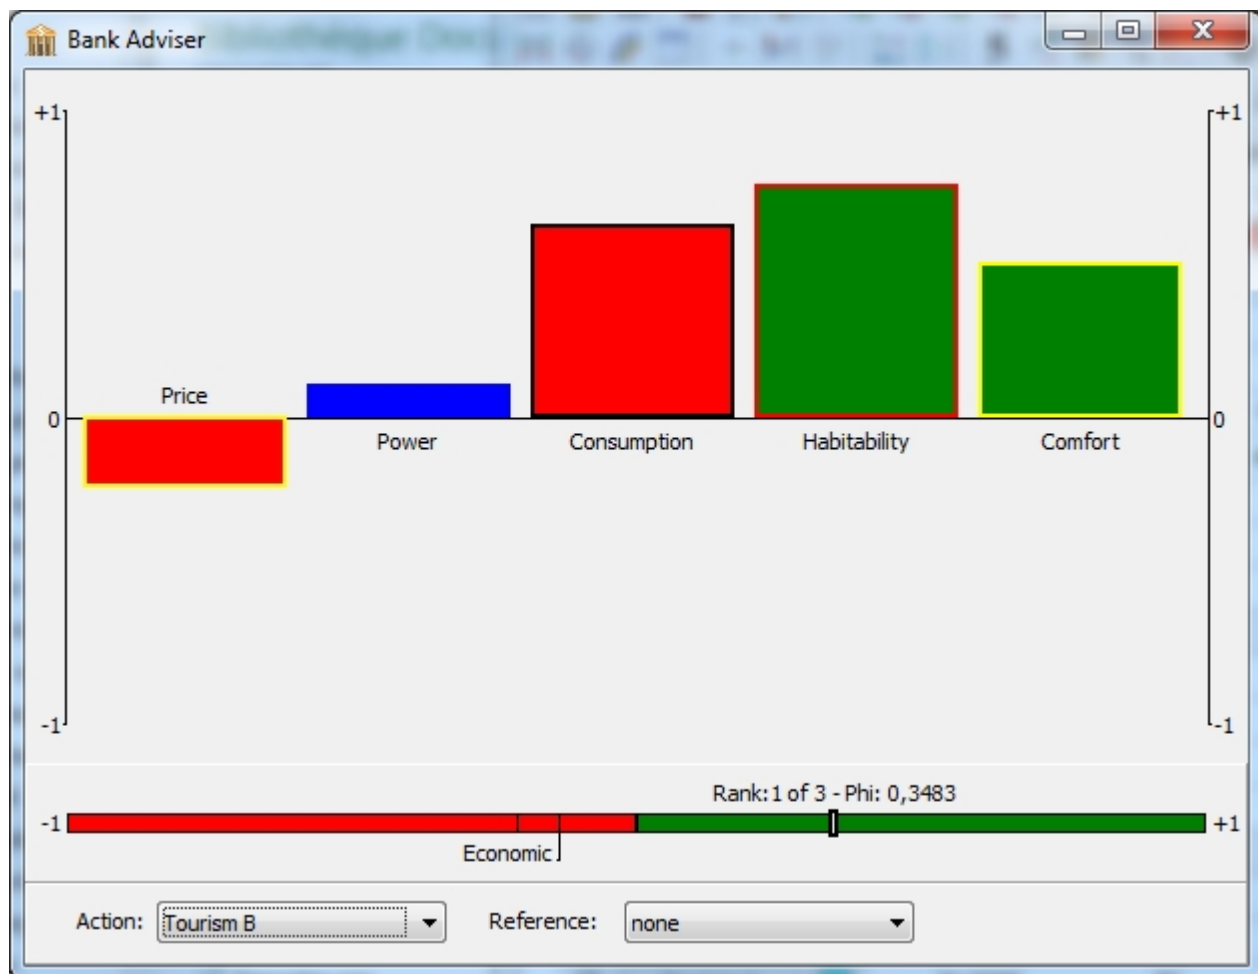 Bank Adviser
+1 +1
Price
0 0
Power Consumption Habitability Comfort
-1 -1
Rank:1 of 3 - Phi: 0,3483
-1 +1
Economic
Action: Tourism B Reference: none